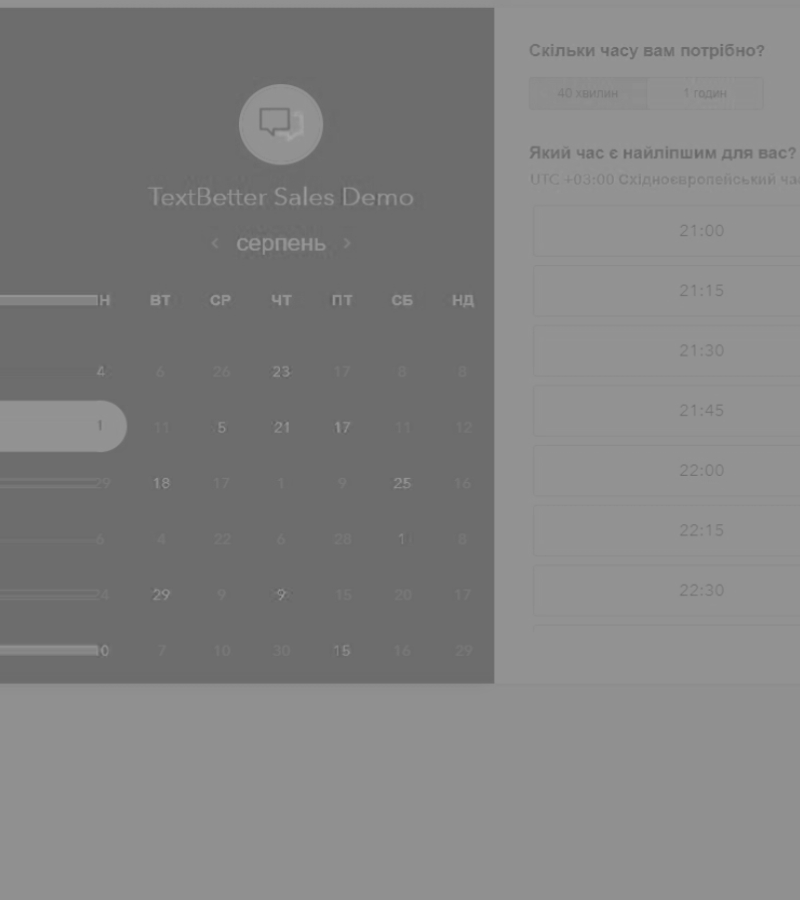 TextBetter Sales Demo
‹ серпень ›
Н ВТ СР ЧТ ПТ СБ НД
4 6 26 23 17 8 8
1 11 5 21 17 11 12
29 18 17 1 9 25 16
6 4 22 6 28 1 8
24 29 9 9 15 20 17
0 7 10 30 15 16 29
Скільки часу вам потрібно?
40 хвилин 1 годин
Який час є найліпшим для вас?
UTC +03:00 Східноєвропейський час
21:00
21:15
21:30
21:45
22:00
22:15
22:30